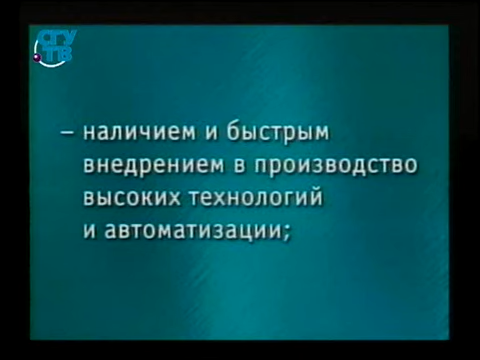 СГУ
ТВ
– наличием и быстрым
внедрением в производство
высоких технологий
и автоматизации;